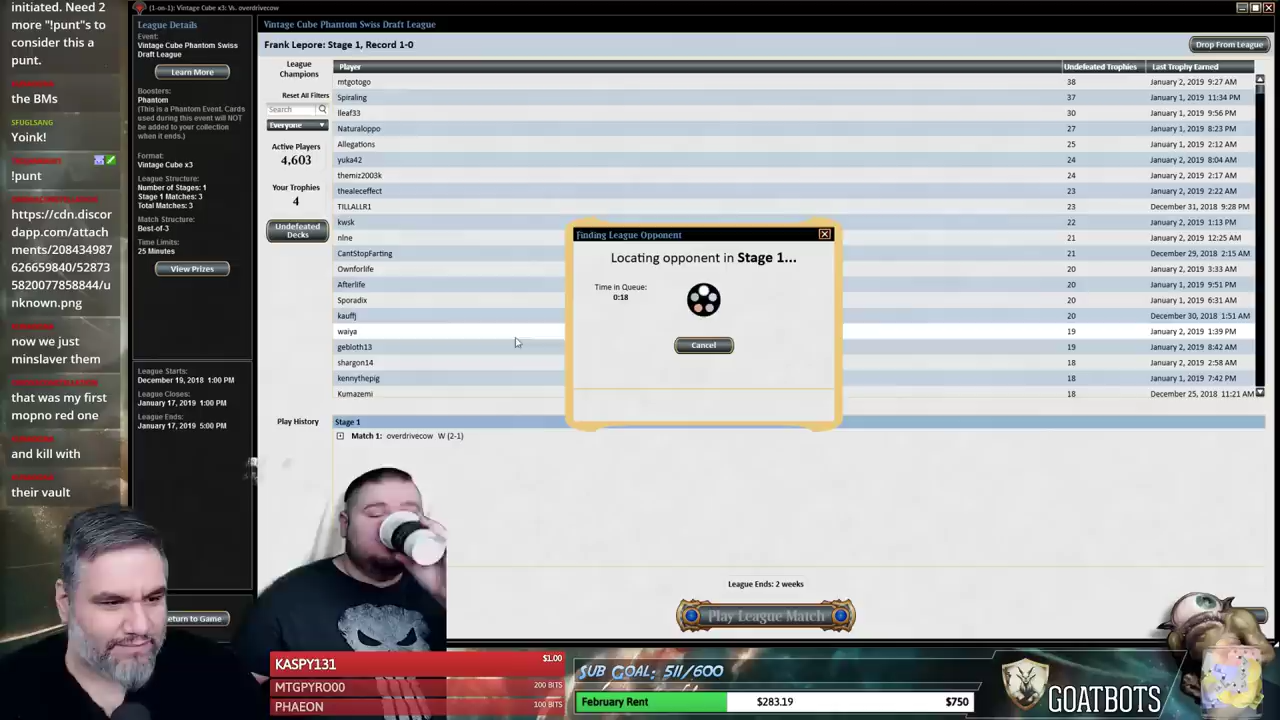 initiated. Need 2
more "!punt" to
consider this a
punt.
the BMs
SFUGLSANG
Yoink!
!punt
https://cdn.discor
dapp.com/attach
ments/208434987
626659840/52873
5820077858844/u
nknown.png
now we just
minslaver them
that was my first
mopno red one
and kill with
their vault
(1-on-1): Vintage Cube x3: Vs. overdrivecow
League Details
Event:
Vintage Cube Phantom Swiss
Draft League
Learn More
Boosters:
Phantom
(This is a Phantom Event. Cards
used during this event will NOT
be added to your collection
when it ends.)
Format:
Vintage Cube x3
League Structure:
Number of Stages: 1
Stage 1 Matches: 3
Total Matches: 3
Match Structure:
Best-of-3
Time Limits:
25 Minutes
View Prizes
League Starts:
December 19, 2018 1:00 PM
League Closes:
January 17, 2019 1:00 PM
League Ends:
January 17, 2019 5:00 PM
eturn to Game
Vintage Cube Phantom Swiss Draft League
Frank Lepore: Stage 1, Record 1-0
Drop From League
League
Champions
Reset All Filters
Search
Everyone
Active Players
4,603
Your Trophies
4
Undefeated
Decks
Player Undefeated Trophies Last Trophy Earned
mtgotogo 38 January 2, 2019 9:27 AM
Spiraling 37 January 1, 2019 11:34 PM
lleaf33 30 January 1, 2019 9:56 PM
Naturaloppo 27 January 1, 2019 8:23 PM
Allegations 25 January 1, 2019 2:12 AM
yuka42 24 January 2, 2019 8:04 AM
themiz2003k 24 January 2, 2019 2:17 AM
thealeceffect 23 January 2, 2019 2:22 AM
TILLALLR1 23 December 31, 2018 9:28 PM
kwsk 22 January 2, 2019 1:13 PM
nlne 21 January 2, 2019 12:25 AM
CantStopFarting 21 December 29, 2018 2:15 AM
Ownforlife 20 January 2, 2019 3:33 AM
Afterlife 20 January 1, 2019 9:51 PM
Sporadix 20 January 1, 2019 6:31 AM
kauffj 20 December 30, 2018 1:51 AM
waiya 19 January 2, 2019 1:39 PM
gebloth13 19 January 2, 2019 8:42 AM
shargon14 18 January 2, 2019 2:58 AM
kennythepig 18 January 1, 2019 7:42 PM
Kumazemi 18 December 25, 2018 11:21 AM
Finding League Opponent
Locating opponent in Stage 1...
Time in Queue:
0:18
Cancel
Play History
Stage 1
Match 1: overdrivecow W (2-1)
League Ends: 2 weeks
Play League Match
KASPY131 $1.00
MTGPYRO00 200 BITS
PHAEON 100 BITS
SUB GOAL: 511/600
February Rent $283.19 $750
GOATBOTS